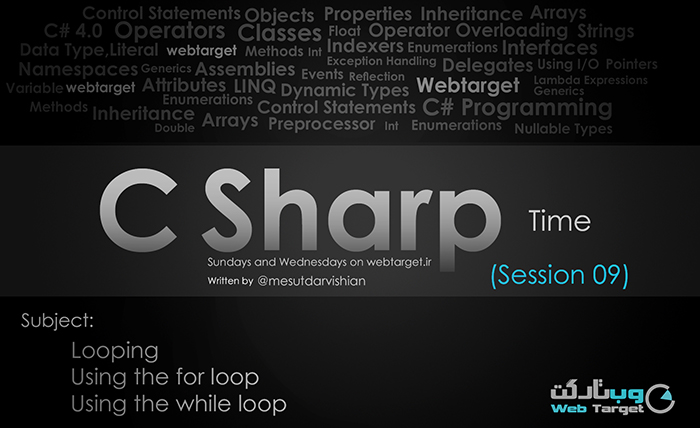 Control Statements Objects Properties Inheritance Arrays
C# 4.0 Operators Classes Float Operator Overloading Strings
Data Type,Literal webtarget Methods Int Indexers Enumerations Interfaces
Namespaces Generics Assemblies Events Exception Handling Reflection Delegates Using I/O Pointers
Variable webtarget Attributes LINQ Dynamic Types Webtarget Lambda Expressions Generics
Methods Inheritance Enumerations Control Statements C# Programming
Double Arrays Preprocessor Int Enumerations Nullable Types
C Sharp Time
Sundays and Wednesdays on webtarget.ir
Written by @mesutdarvishian
(Session 09)
Subject:
Looping
Using the for loop
Using the while loop
وب تارگت
Web Target